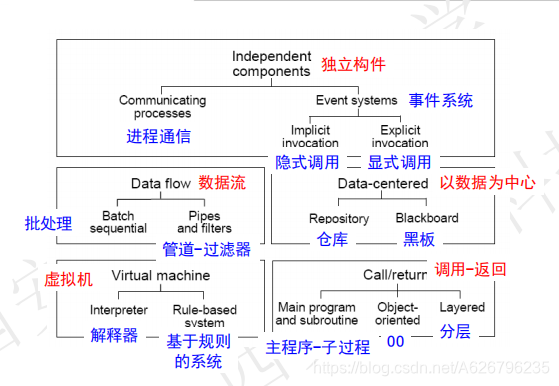 Independent
components 独立构件
Communicating
processes
进程通信
Event systems 事件系统
Implicit
invocation
隐式调用
Explicit
invocation
显式调用
Data flow 数据流
批处理
Batch
sequential
Pipes
and filters
管道-过滤器
Data-centered 以数据为中心
Repository
仓库
Blackboard
黑板
虚拟机
Virtual machine
Interpreter
解释器
Rule-based
system
基于规则
的系统
Call/return 调用-返回
Main program
and subroutine
主程序-子过程
Object-
oriented
OO
Layered
分层
https://blog.csdn.net/A626796235